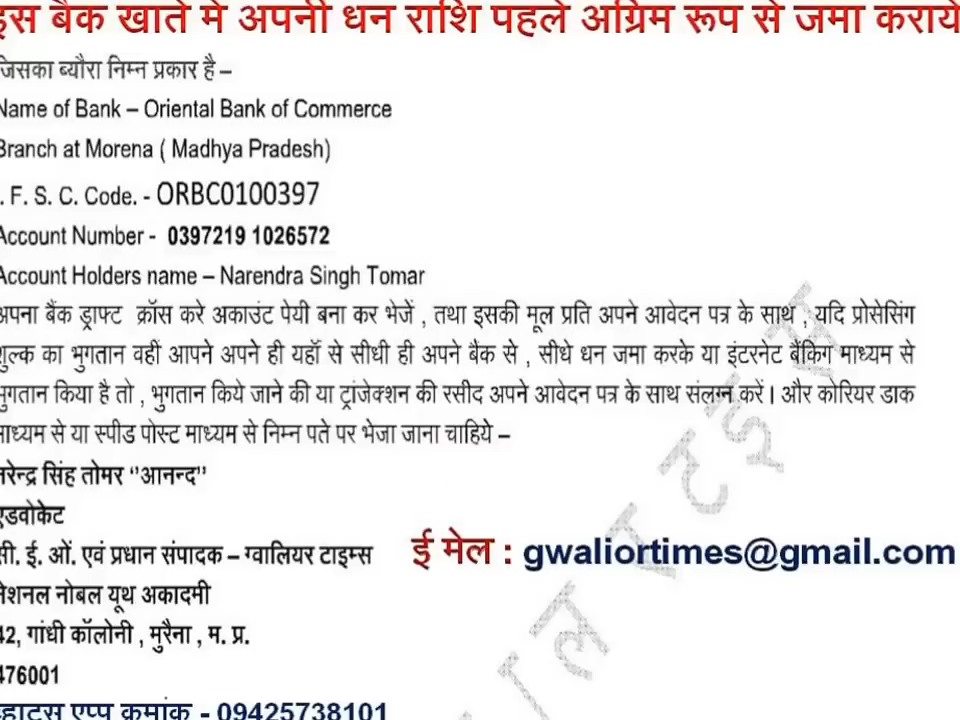 इस बैंक खाते मे अपनी धन राशि पहले अग्रिम रूप से जमा कराये
जिसका ब्यौरा निम्न प्रकार है –
Name of Bank – Oriental Bank of Commerce
Branch at Morena ( Madhya Pradesh)
. F. S. C. Code. - ORBC0100397
Account Number - 0397219 1026572
Account Holders name – Narendra Singh Tomar
अपना बैंक ड्राफ्ट क्रॉस करे अकाउंट पेयी बना कर भेजें , तथा इसकी मूल प्रति अपने आवेदन पत्र के साथ , यदि प्रोसेसिंग
शुल्क का भुगतान वहीं आपने अपने ही यहॉं से सीधी ही अपने बैक से , सीधे धन जमा करके या इंटरनेट बैंकिग माध्यम से
भुगतान किया है तो , भुगतान किये जाने की या ट्रांजेक्शन की रसीद अपने आवेदन पत्र के साथ संलग्न करें । और कोरियर डाक
माध्यम से या स्पीड पोस्ट माध्यम से निम्न पते पर भेजा जाना चाहिये –
नरेन्द्र सिंह तोमर ‘‘आनन्द’’
एडवोकेट
सी. ई. ओं. एवं प्रधान संपादक – ग्वालियर टाइम्स ई मेल : gwaliortimes@gmail.com
नेशनल नोबल यूथ अकादमी
42, गांधी कॉलोनी , मुरैना , म. प्र.
476001
व्हाटस एप्प क्रमांक - 09425738101